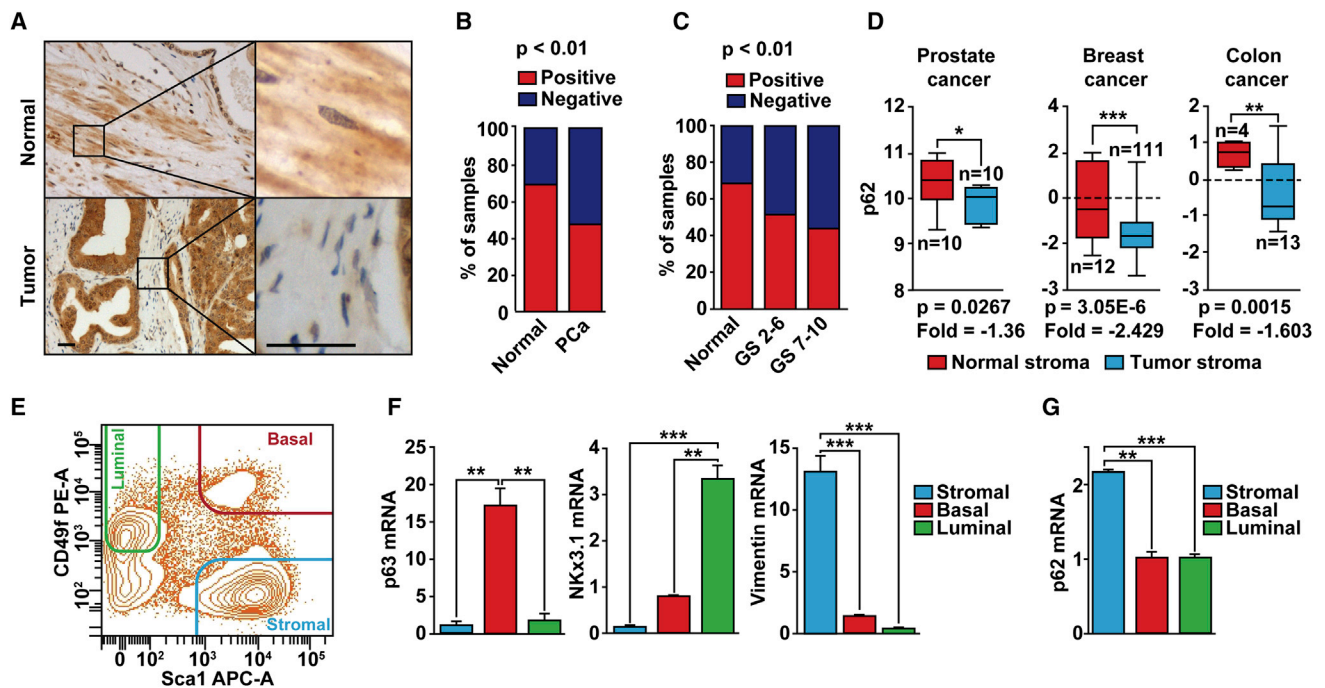 A
Normal
Tumor
B
p < 0.01
Positive
Negative
% of samples
100
80
60
40
20
0
Normal
PCa
C
p < 0.01
Positive
Negative
% of samples
100
80
60
40
20
0
Normal
GS 2-6
GS 7-10
D
Prostate
cancer
Breast
cancer
Colon
cancer
p62
12
11
10
9
8
*
n=10
n=10
p = 0.0267
Fold = -1.36
4
2
0
-2
-3
***
n=111
n=12
p = 3.05E-6
Fold = -2.429
2
1
0
-1
-2
-3
**
n=4
n=13
p = 0.0015
Fold = -1.603
Normal stroma
Tumor stroma
E
CD49f PE-A
10⁵
10⁴
10³
10²
Luminal
Basal
Stromal
0 10² 10³ 10⁴ 10⁵
Sca1 APC-A
F
p63 mRNA
25
20
15
10
5
0
** **
NKx3.1 mRNA
4
3
2
1
0
***
**
Vimentin mRNA
15
10
5
0
***
***
Stromal
Basal
Luminal
G
p62 mRNA
2
1
0
***
**
Stromal
Basal
Luminal